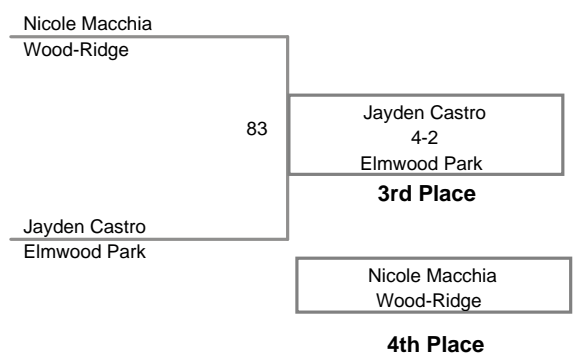 Nicole Macchia
Wood-Ridge
83
Jayden Castro
4-2
Elmwood Park
3rd Place
Jayden Castro
Elmwood Park
Nicole Macchia
Wood-Ridge
4th Place